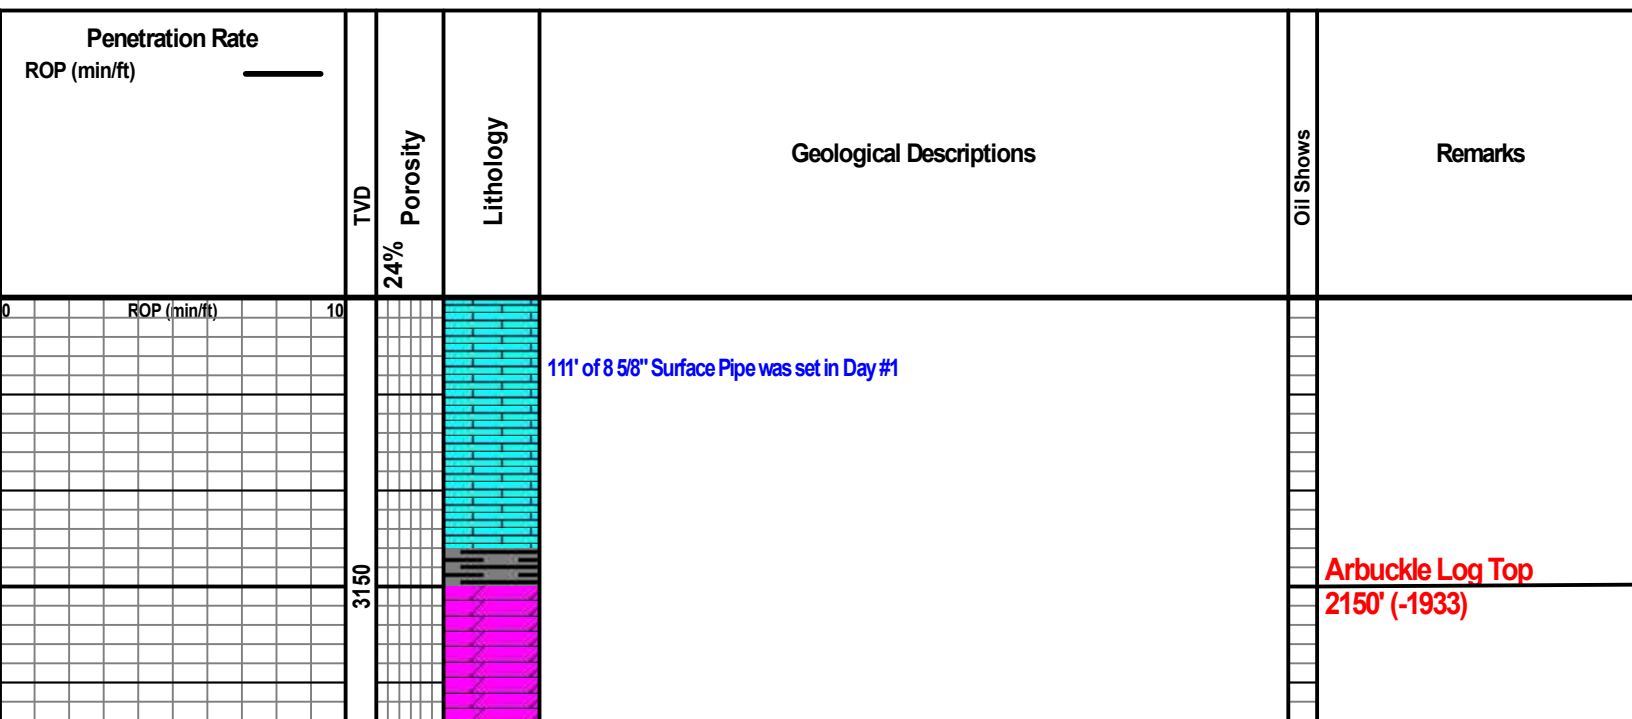 Penetration Rate
ROP (min/ft)
TVD
24%
Porosity
Lithology
Geological Descriptions
Oil Shows
Remarks
0 ROP (min/ft) 10
111' of 8 5/8" Surface Pipe was set in Day #1
3150
Arbuckle Log Top
2150' (-1933)